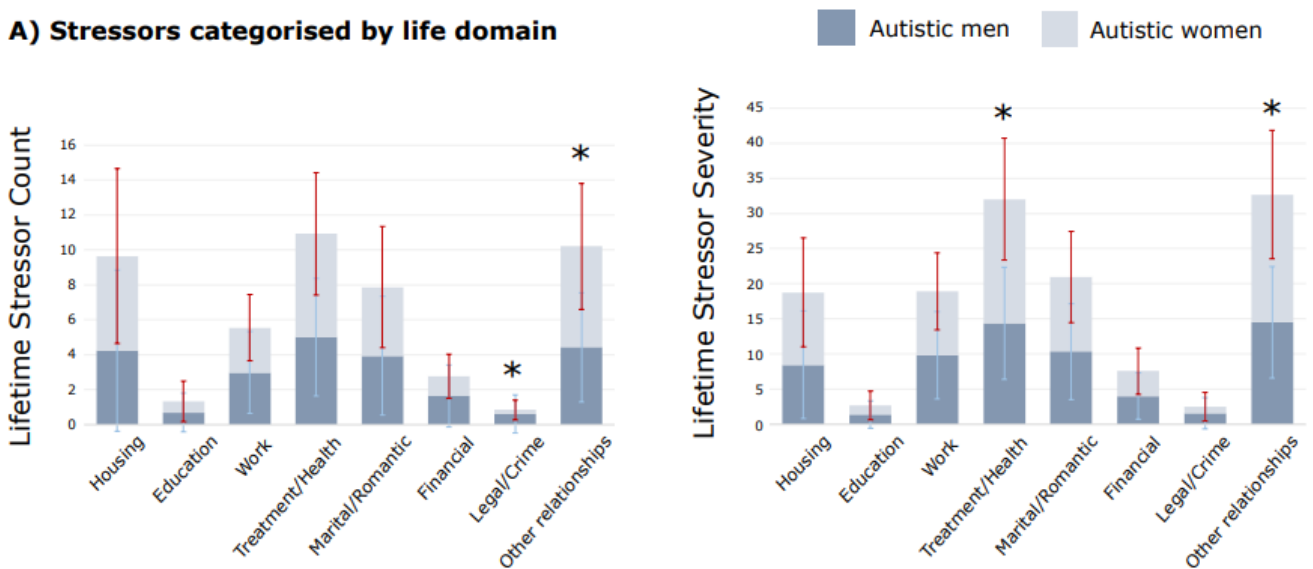 A) Stressors categorised by life domain
Autistic men
Autistic women
Lifetime Stressor Count
16
14
12
10
8
6
4
2
0
*
*
Housing
Education
Work
Treatment/Health
Marital/Romantic
Financial
Legal/Crime
Other relationships
Lifetime Stressor Severity
45
40
35
30
25
20
15
10
5
0
*
*
Housing
Education
Work
Treatment/Health
Marital/Romantic
Financial
Legal/Crime
Other relationships